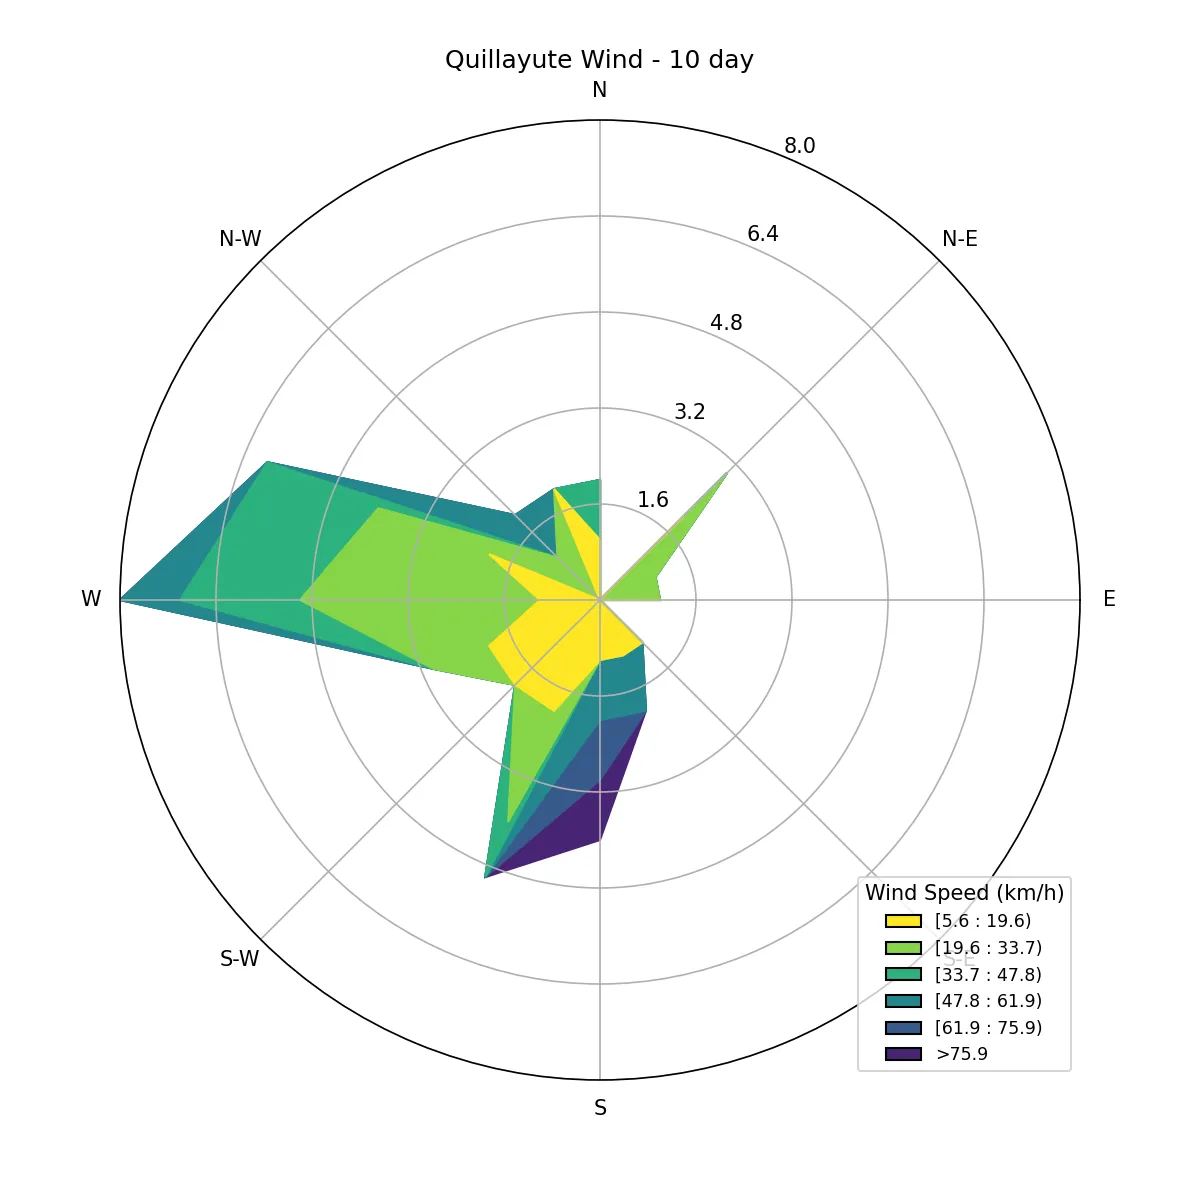 Quillayute Wind - 10 day
N
8.0
N-W
N-E
6.4
4.8
3.2
1.6
W
E
S-W
S-E
Wind Speed (km/h)
[5.6 : 19.6)
[19.6 : 33.7)
[33.7 : 47.8)
[47.8 : 61.9)
[61.9 : 75.9)
>75.9
S